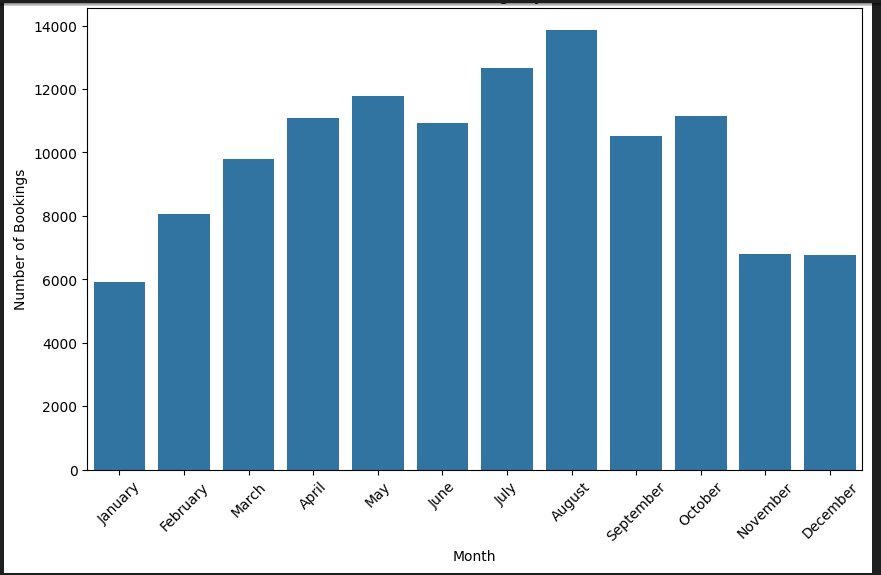 14000
12000
10000
8000
6000
4000
2000
0
Number of Bookings
January
February
March
April
May
June
July
August
September
October
November
December
Month